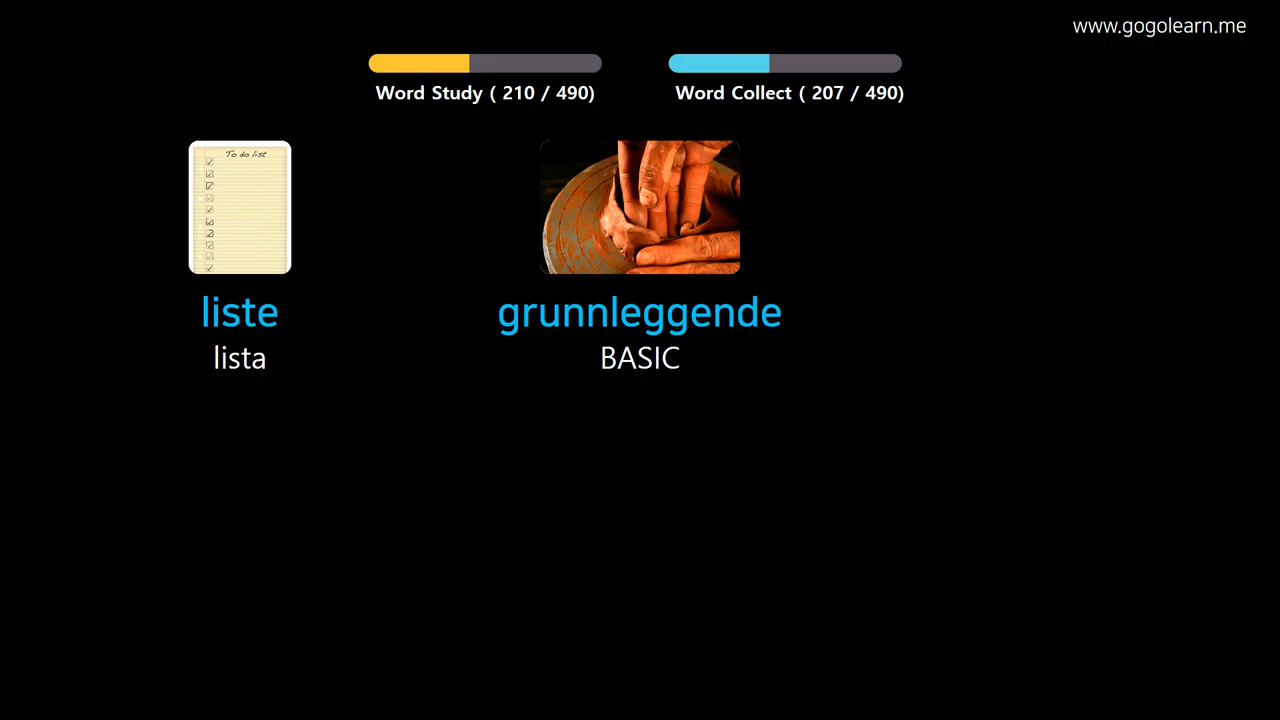 www.gogolearn.me
Word Study ( 210 / 490)
Word Collect ( 207 / 490)
To do list
liste
grunnleggende
lista
BASIC